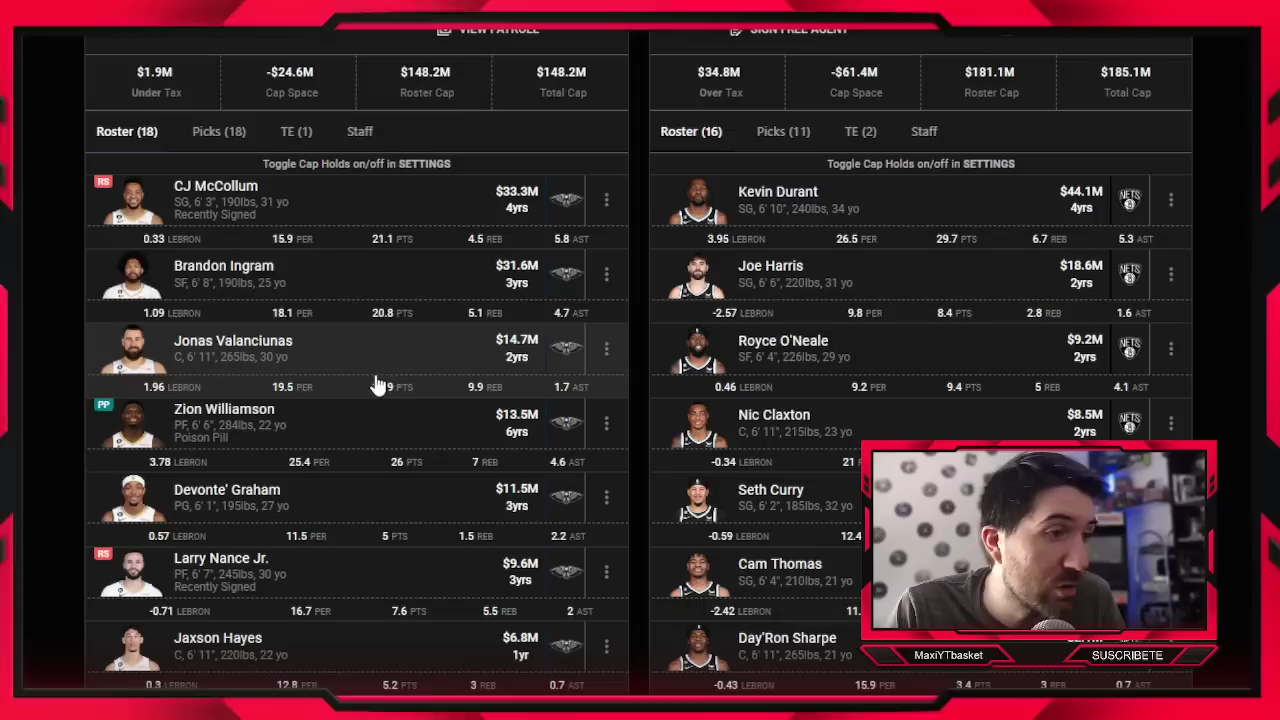 VIEW PAYROLL
$1.9M
-$24.6M
$148.2M
$148.2M
Under Tax
Cap Space
Roster Cap
Total Cap
Roster (18)
Picks (18)
TE (1)
Staff
Toggle Cap Holds on/off in SETTINGS
RS
CJ McCollum
SG, 6' 3", 190lbs, 31 yo
Recently Signed
$33.3M
4yrs
0.33 LEBRON
15.9 PER
21.1 PTS
4.5 REB
5.8 AST
Brandon Ingram
SF, 6' 8", 190lbs, 25 yo
$31.6M
3yrs
1.09 LEBRON
18.1 PER
20.8 PTS
5.1 REB
4.7 AST
Jonas Valanciunas
C, 6' 11", 265lbs, 30 yo
$14.7M
2yrs
1.96 LEBRON
19.5 PER
9 PTS
9.9 REB
1.7 AST
PP
Zion Williamson
PF, 6' 6", 284lbs, 22 yo
Poison Pill
$13.5M
6yrs
3.78 LEBRON
25.4 PER
26 PTS
7 REB
4.6 AST
Devonte' Graham
PG, 6' 1", 195lbs, 27 yo
$11.5M
3yrs
0.57 LEBRON
11.5 PER
5 PTS
1.5 REB
2.2 AST
RS
Larry Nance Jr.
PF, 6' 7", 245lbs, 30 yo
Recently Signed
$9.6M
3yrs
-0.71 LEBRON
16.7 PER
7.6 PTS
5.5 REB
2 AST
Jaxson Hayes
C, 6' 11", 220lbs, 22 yo
$6.8M
1yr
0.3 LEBRON
12.8 PER
5.2 PTS
3 REB
0.7 AST
SIGN FREE AGENT
$34.8M
-$61.4M
$181.1M
$185.1M
Over Tax
Cap Space
Roster Cap
Total Cap
Roster (16)
Picks (11)
TE (2)
Staff
Toggle Cap Holds on/off in SETTINGS
Kevin Durant
SG, 6' 10", 240lbs, 34 yo
$44.1M
4yrs
NETS
3.95 LEBRON
26.5 PER
29.7 PTS
6.7 REB
5.3 AST
Joe Harris
SG, 6' 6", 220lbs, 31 yo
$18.6M
2yrs
NETS
-2.57 LEBRON
9.8 PER
8.4 PTS
2.8 REB
1.6 AST
Royce O'Neale
SF, 6' 4", 226lbs, 29 yo
$9.2M
2yrs
NETS
0.46 LEBRON
9.2 PER
9.4 PTS
5 REB
4.1 AST
Nic Claxton
C, 6' 11", 215lbs, 23 yo
$8.5M
2yrs
NETS
-0.34 LEBRON
21
Seth Curry
SG, 6' 2", 185lbs, 32 yo
-0.59 LEBRON
12.4
Cam Thomas
SG, 6' 4", 210lbs, 21 yo
-2.42 LEBRON
11.
Day'Ron Sharpe
C, 6' 11", 265lbs, 21 yo
-0.43 LEBRON
15.9 PER
3.4 PTS
3 REB
0.7 AST
MaxiYTbasket
SUSCRIBETE